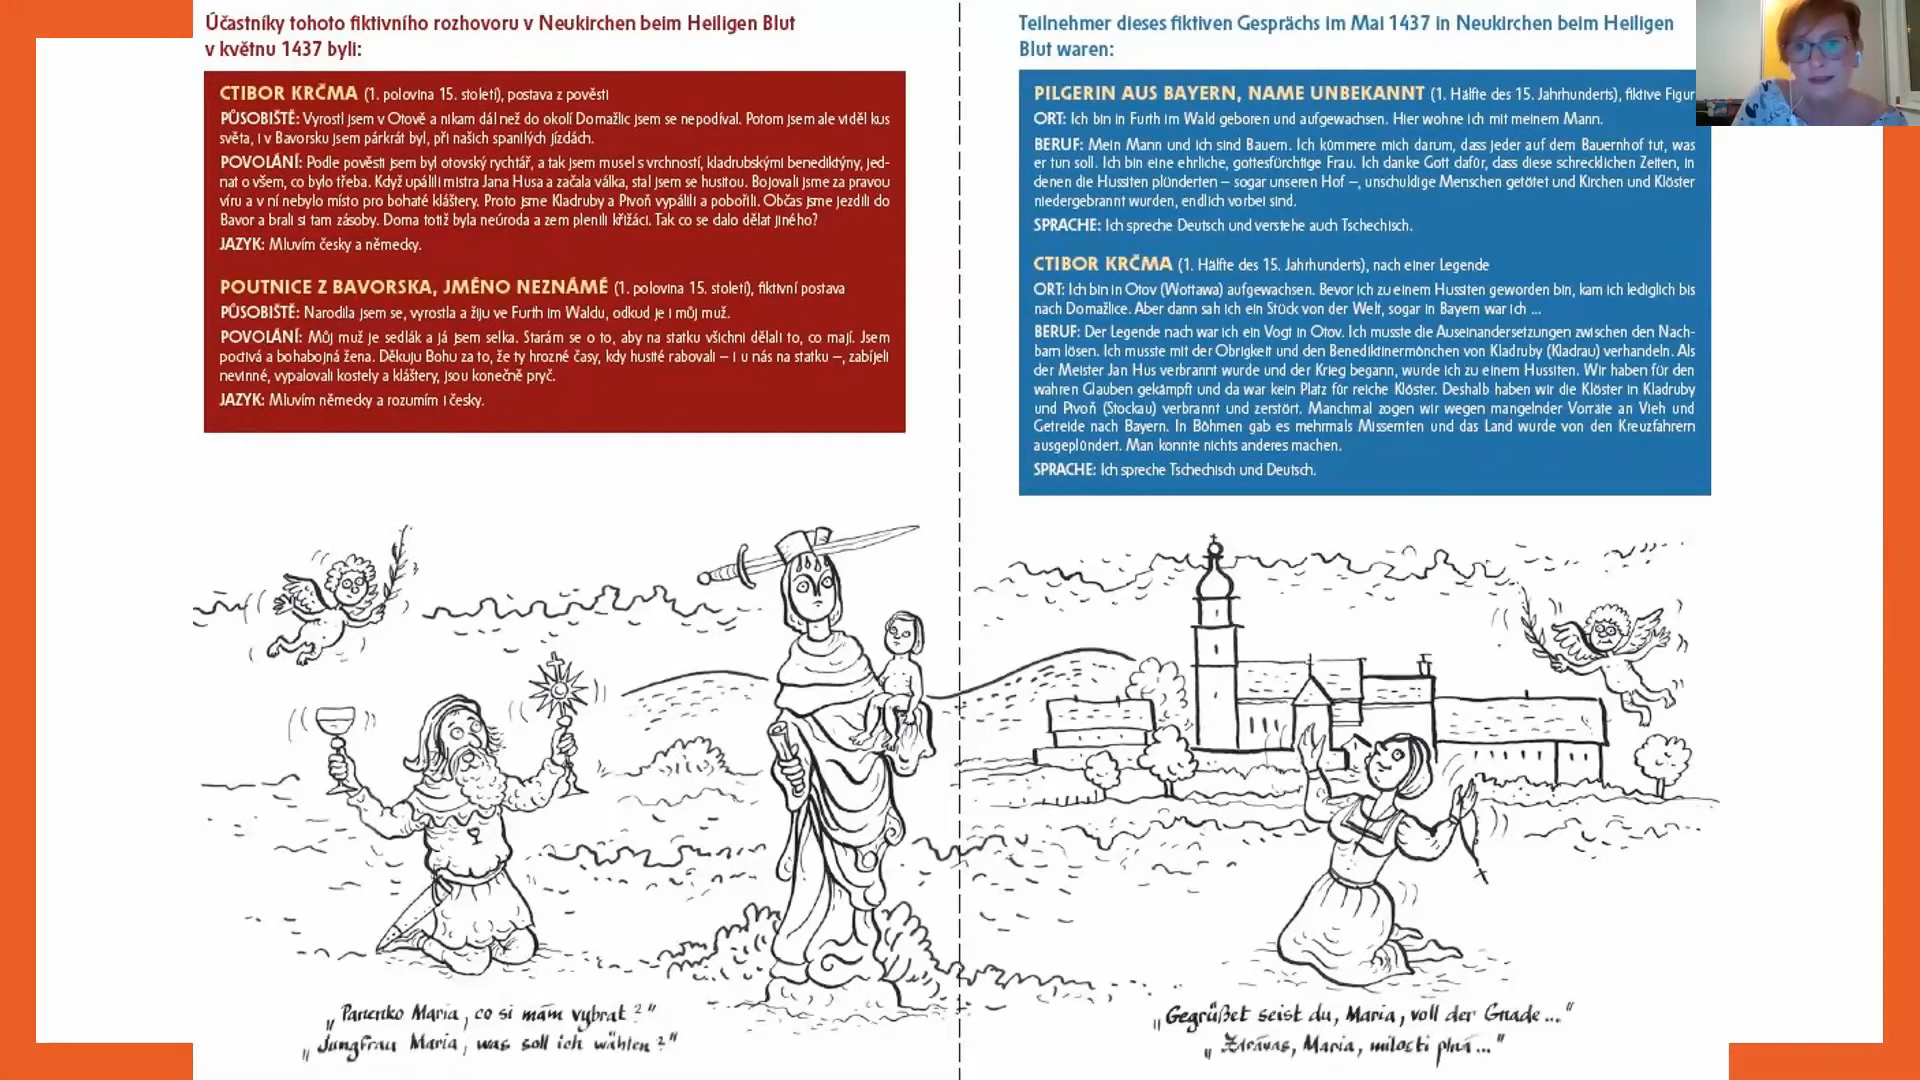 Účastníky tohoto fiktivního rozhovoru v Neukirchen beim Heiligen Blut
v květnu 1437 byli:
CTIBOR KRČMA (1. polovina 15. století), postava z pověsti
PŮSOBIŠTĚ: Vyrostl jsem v Otově a nikam dál než do okolí Domažlic jsem se nepodíval. Potom jsem ale viděl kus
světa, i v Bavorsku jsem párkrát byl, při našich spanilých jízdách.
POVOLÁNÍ: Podle pověsti jsem byl otovský rychtář, a tak jsem musel s vrchností, kladrubskými benediktýny, jed-
nat o všem, co bylo třeba. Když upálili mistra Jana Husa a začala válka, stal jsem se husitou. Bojovali jsme za pravou
víru a v ní nebylo místo pro bohaté kláštery. Proto jsme Kladruby a Pivoň vypálili a pobořili. Občas jsme jezdili do
Bavor a brali si tam zásoby. Doma totiž byla neúroda a zem plenili křižáci. Tak co se dalo dělat jiného?
JAZYK: Mluvím česky a německy.
POUTNICE Z BAVORSKA, JMÉNO NEZNÁMÉ (1. polovina 15. století), fiktivní postava
PŮSOBIŠTĚ: Narodila jsem se, vyrostla a žiju ve Furth im Waldu, odkud je i můj muž.
POVOLÁNÍ: Můj muž je sedlák a já jsem selka. Starám se o to, aby na statku všichni dělali to, co mají. Jsem
poctivá a bohabojná žena. Děkuju Bohu za to, že ty hrozné časy, kdy husité rabovali – i u nás na statku –, zabíjeli
nevinné, vypalovali kostely a kláštery, jsou konečně pryč.
JAZYK: Mluvím německy a rozumím i česky.
„Panenko Maria, co si mám vybrat?“
„Jungfrau Maria, was soll ich wählen?“
Teilnehmer dieses fiktiven Gesprächs im Mai 1437 in Neukirchen beim Heiligen
Blut waren:
PILGERIN AUS BAYERN, NAME UNBEKANNT (1. Hälfte des 15. Jahrhunderts), fiktive Figur
ORT: Ich bin in Furth im Wald geboren und aufgewachsen. Hier wohne ich mit meinem Mann.
BERUF: Mein Mann und ich sind Bauern. Ich kümmere mich darum, dass jeder auf dem Bauernhof tut, was
er tun soll. Ich bin eine ehrliche, gottesfürchtige Frau. Ich danke Gott dafür, dass diese schrecklichen Zeiten, in
denen die Hussiten plünderten – sogar unseren Hof –, unschuldige Menschen getötet und Kirchen und Klöster
niedergebrannt wurden, endlich vorbei sind.
SPRACHE: Ich spreche Deutsch und verstehe auch Tschechisch.
CTIBOR KRČMA (1. Hälfte des 15. Jahrhunderts), nach einer Legende
ORT: Ich bin in Otov (Wottawa) aufgewachsen. Bevor ich zu einem Hussiten geworden bin, kam ich lediglich bis
nach Domažlice. Aber dann sah ich ein Stück von der Welt, sogar in Bayern war ich ...
BERUF: Der Legende nach war ich ein Vogt in Otov. Ich musste die Auseinandersetzungen zwischen den Nach-
barn lösen. Ich musste mit der Obrigkeit und den Benediktinermönchen von Kladruby (Kladrau) verhandeln. Als
der Meister Jan Hus verbrannt wurde und der Krieg begann, wurde ich zu einem Hussiten. Wir haben für den
wahren Glauben gekämpft und da war kein Platz für reiche Klöster. Deshalb haben wir die Klöster in Kladruby
und Pivoň (Stockau) verbrannt und zerstört. Manchmal zogen wir wegen mangelnder Vorräte an Vieh und
Getreide nach Bayern. In Böhmen gab es mehrmals Missernten und das Land wurde von den Kreuzfahrern
ausgeplündert. Man konnte nichts anderes machen.
SPRACHE: Ich spreche Tschechisch und Deutsch.
„Gegrüßet seist du, Maria, voll der Gnade...“
„Zdrávas, Maria, milosti plná...“